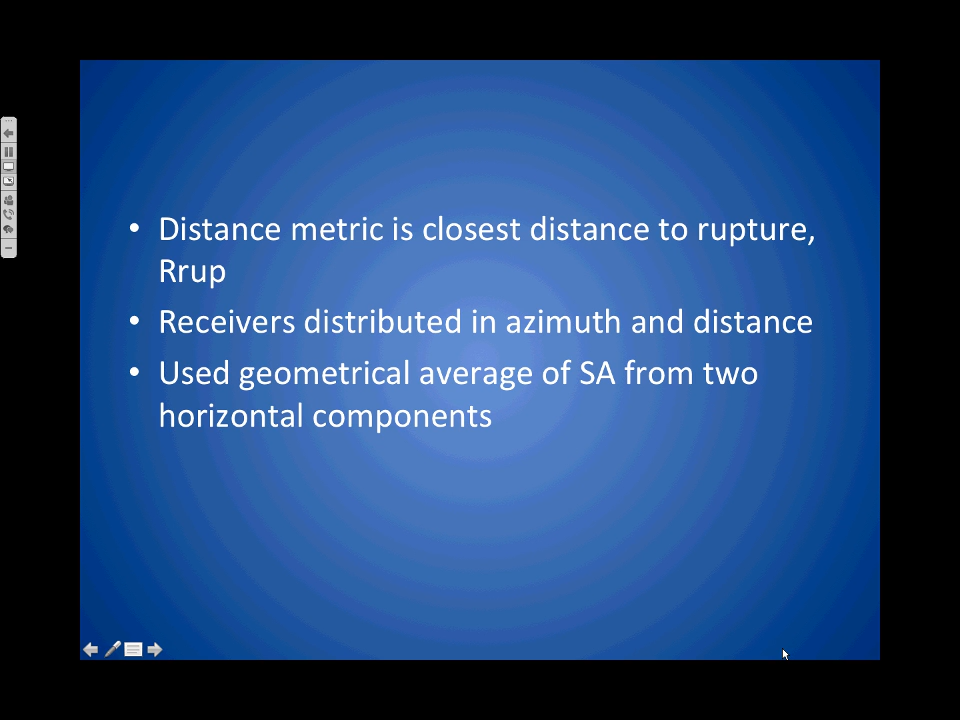 • Distance metric is closest distance to rupture,
Rrup
• Receivers distributed in azimuth and distance
• Used geometrical average of SA from two
horizontal components